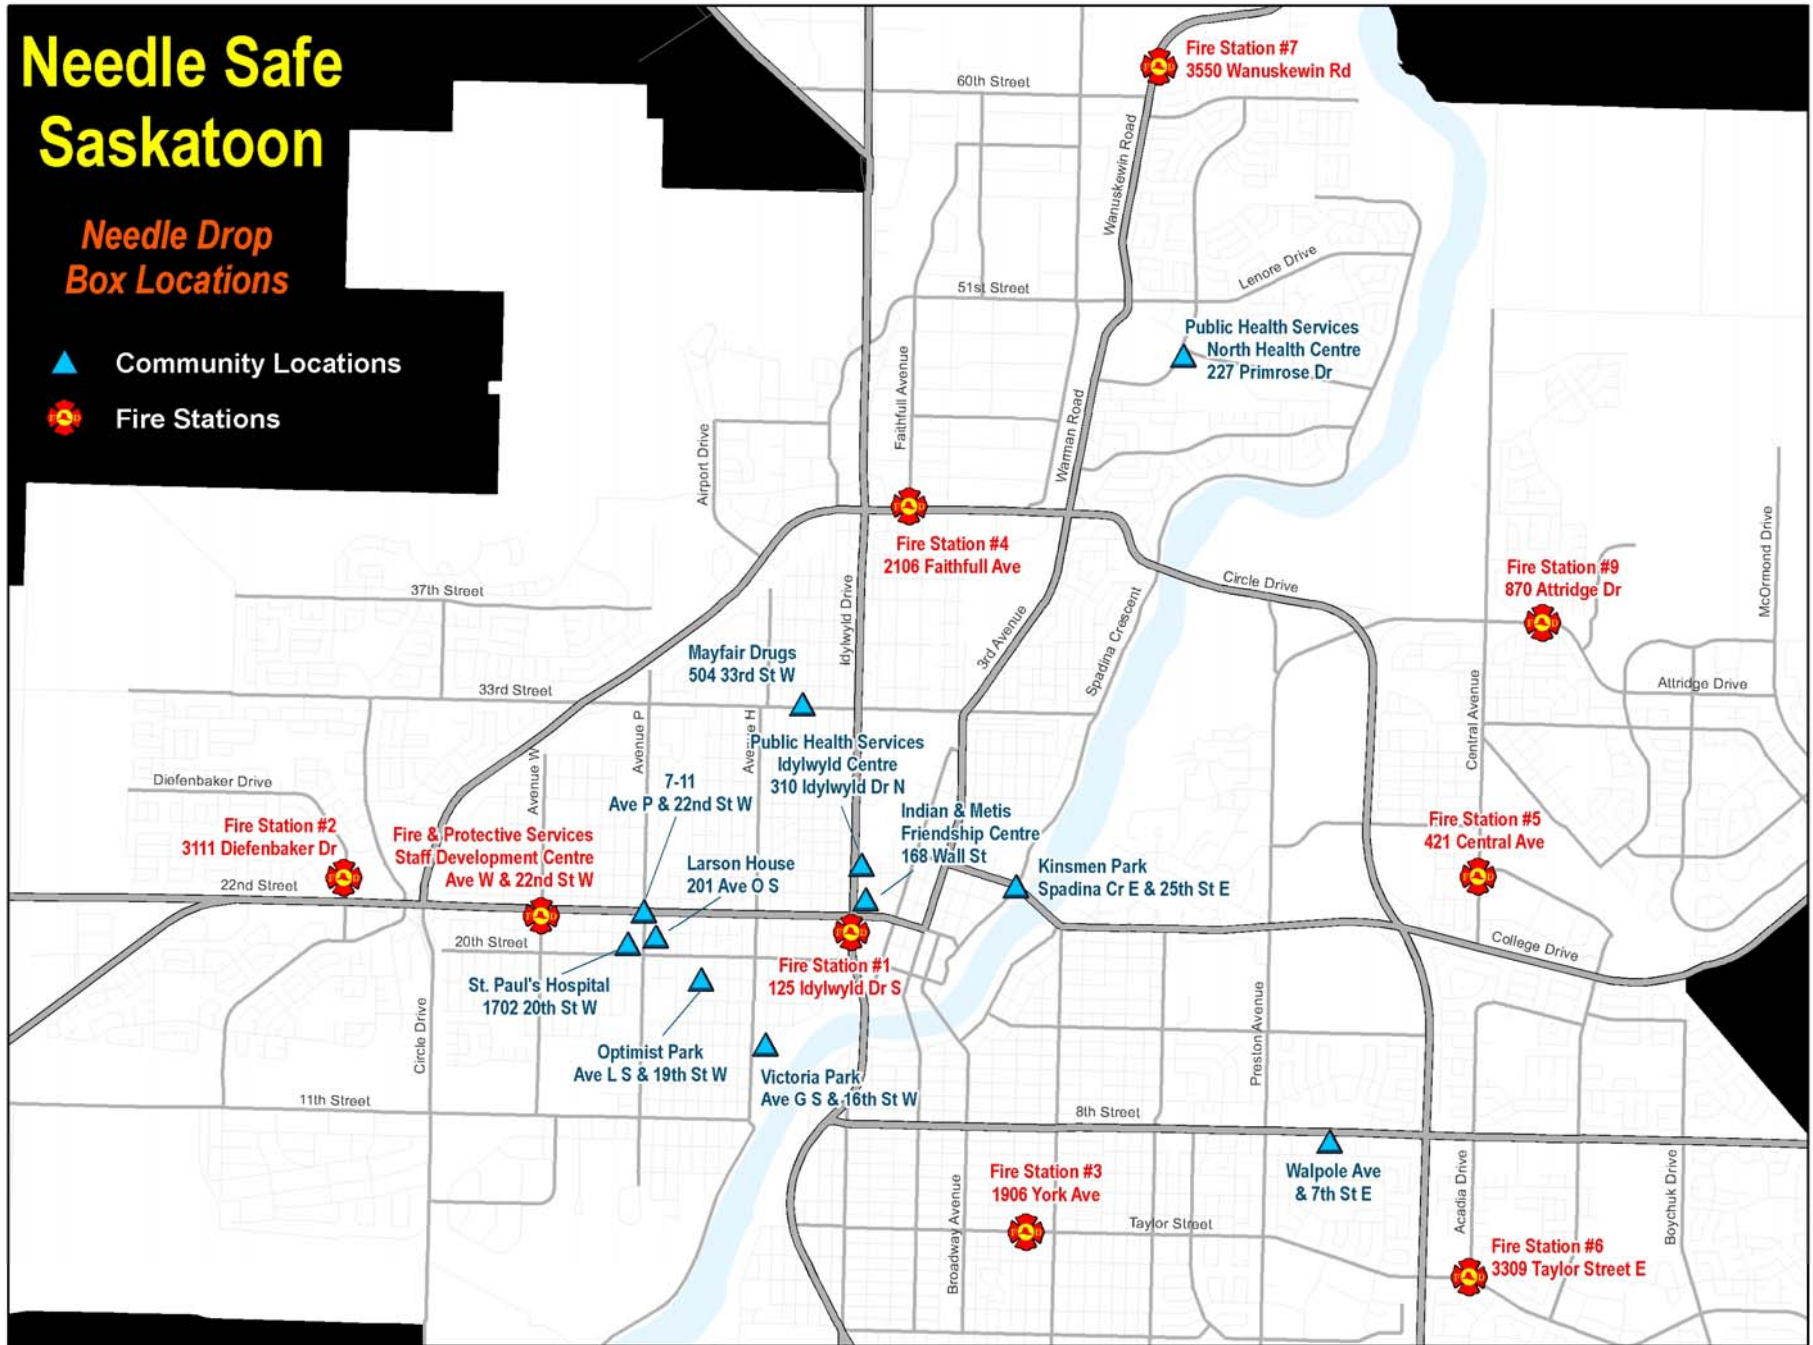 Needle Safe
Saskatoon
Needle Drop
Box Locations
Community Locations
Fire Stations
Fire Station #7
3550 Wanuskewin Rd
60th Street
Wanuskewin Road
Lenore Drive
51st Street
Public Health Services
North Health Centre
227 Primrose Dr
Faithfull Avenue
Warman Road
Airport Drive
Fire Station #4
2106 Faithfull Ave
Circle Drive
Fire Station #9
870 Attridge Dr
McOrmond Drive
37th Street
Idylwyld Drive
3rd Avenue
Spadina Crescent
Mayfair Drugs
504 33rd St W
33rd Street
Attridge Drive
Central Avenue
Avenue P
Avenue H
Avenue W
Public Health Services
Idylwyld Centre
310 Idylwyld Dr N
Diefenbaker Drive
7-11
Ave P & 22nd St W
Indian & Metis
Friendship Centre
168 Wall St
Fire Station #2
3111 Diefenbaker Dr
Fire & Protective Services
Staff Development Centre
Ave W & 22nd St W
Larson House
201 Ave O S
Kinsmen Park
Spadina Cr E & 25th St E
Fire Station #5
421 Central Ave
22nd Street
20th Street
College Drive
St. Paul's Hospital
1702 20th St W
Fire Station #1
125 Idylwyld Dr S
Circle Drive
Preston Avenue
Optimist Park
Ave L S & 19th St W
Victoria Park
Ave G S & 16th St W
11th Street
8th Street
Fire Station #3
1906 York Ave
Walpole Ave
& 7th St E
Broadway Avenue
Taylor Street
Acadia Drive
Boychuk Drive
Fire Station #6
3309 Taylor Street E